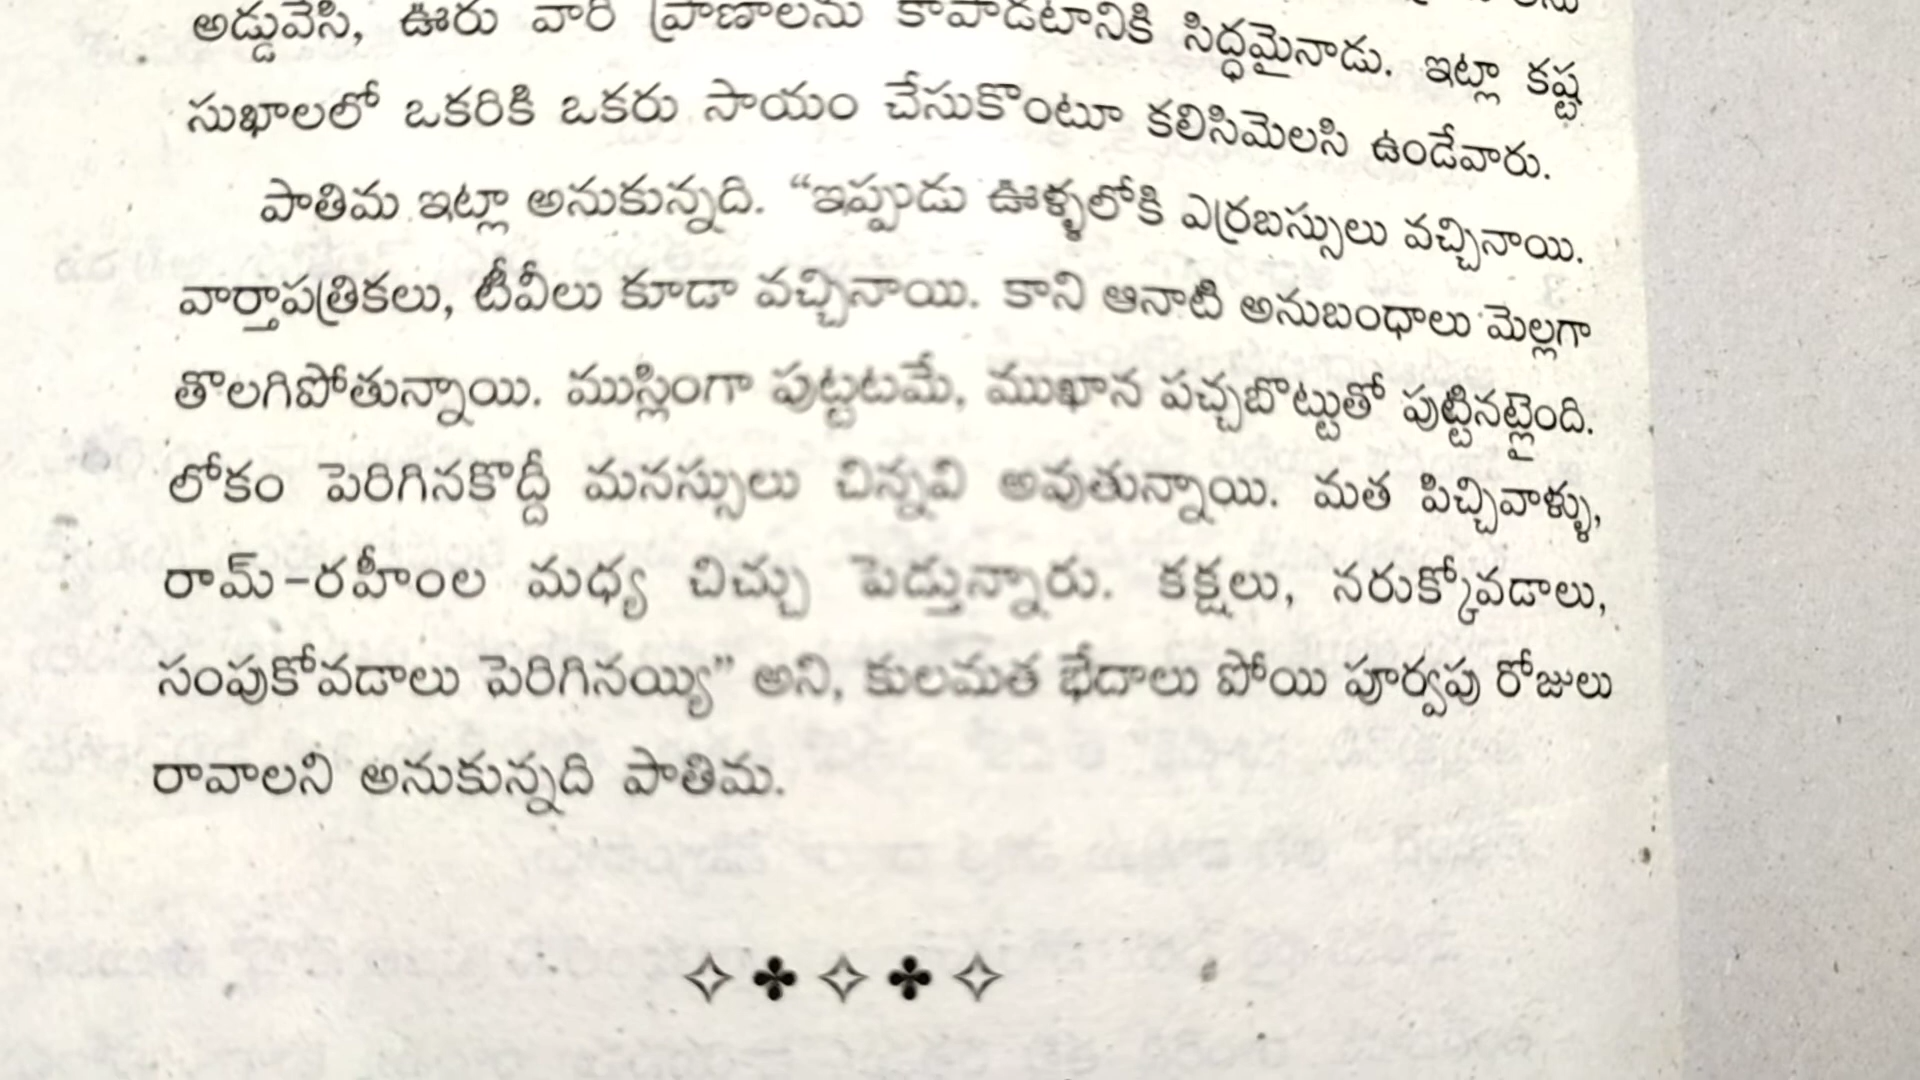 అడ్డువేసి, ఊరు వారి ప్రాణాలను కాపాడటానికి సిద్ధమైనాడు. ఇట్లా కష్ట
సుఖాలలో ఒకరికి ఒకరు సాయం చేసుకొంటూ కలిసిమెలసి ఉండేవారు.
పాతిమ ఇట్లా అనుకున్నది. “ఇప్పుడు ఊళ్ళలోకి ఎర్రబస్సులు వచ్చినాయి.
వార్తాపత్రికలు, టీవీలు కూడా వచ్చినాయి. కాని ఆనాటి అనుబంధాలు మెల్లగా
తొలగిపోతున్నాయి. ముస్లింగా పుట్టటమే, ముఖాన పచ్చబొట్టుతో పుట్టినట్లైంది.
లోకం పెరిగినకొద్దీ మనస్సులు చిన్నవి అవుతున్నాయి. మత పిచ్చివాళ్ళు,
రామ్-రహీంల మధ్య చిచ్చు పెడ్తున్నారు. కక్షలు, నరుక్కోవడాలు,
సంపుకోవడాలు పెరిగినయ్యి” అని, కులమత భేదాలు పోయి పూర్వపు రోజులు
రావాలని అనుకున్నది పాతిమ.